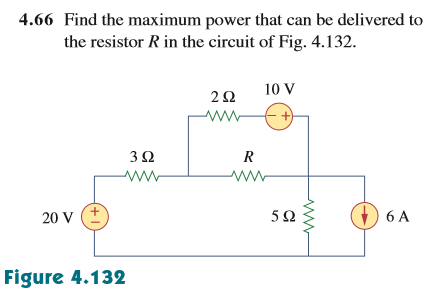 4.66 Find the maximum power that can be delivered to
the resistor R in the circuit of Fig. 4.132.
10 V
2 Ω
− +
3 Ω
R
20 V
+
−
5 Ω
6 A
Figure 4.132